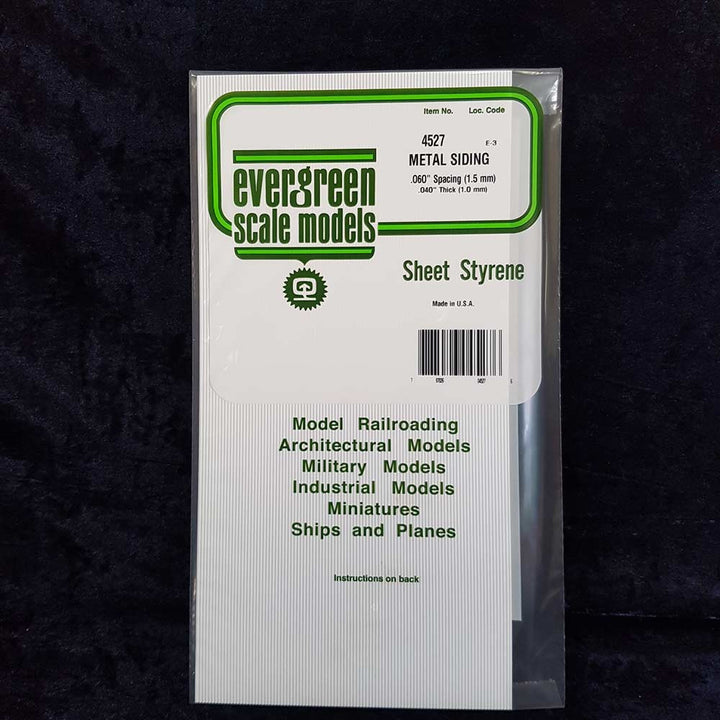 Item No. Loc. Code
4527 E-3
METAL SIDING
.060" Spacing (1.5 mm)
.040" Thick (1.0 mm)
evergreen
scale models
Sheet Styrene
Made in U.S.A.
Model Railroading
Architectural Models
Military Models
Industrial Models
Miniatures
Ships and Planes
Instructions on back